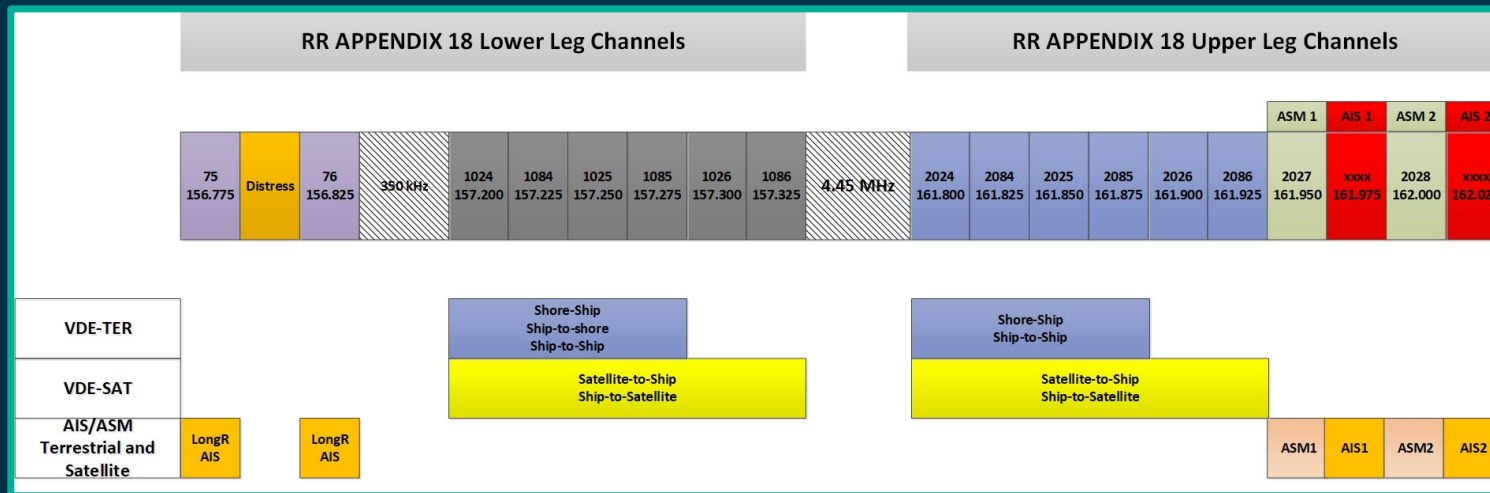 RR APPENDIX 18 Lower Leg Channels
RR APPENDIX 18 Upper Leg Channels
ASM 1
AIS 1
ASM 2
AIS 2
75
156.775
Distress
76
156.825
350 kHz
1024
157.200
1084
157.225
1025
157.250
1085
157.275
1026
157.300
1086
157.325
4.45 MHz
2024
161.800
2084
161.825
2025
161.850
2085
161.875
2026
161.900
2086
161.925
2027
161.950
xxxx
161.975
2028
162.000
xxxx
VDE-TER
Shore-Ship
Ship-to-shore
Ship-to-Ship
Shore-Ship
Ship-to-Ship
VDE-SAT
Satellite-to-Ship
Ship-to-Satellite
Satellite-to-Ship
Ship-to-Satellite
AIS/ASM
Terrestrial and
Satellite
LongR
AIS
LongR
AIS
ASM1
AIS1
ASM2
AIS2